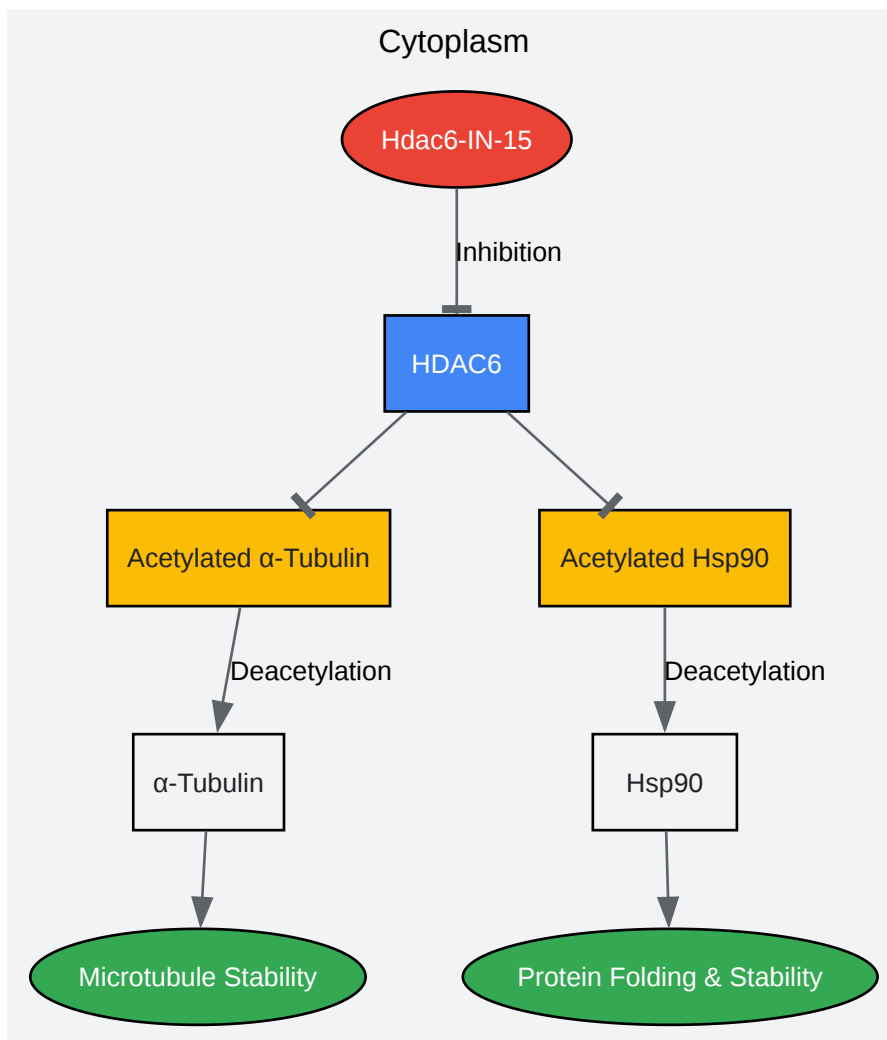 Cytoplasm
Hdac6-IN-15
Inhibition
HDAC6
Acetylated α-Tubulin
Acetylated Hsp90
Deacetylation
Deacetylation
α-Tubulin
Hsp90
Microtubule Stability
Protein Folding & Stability